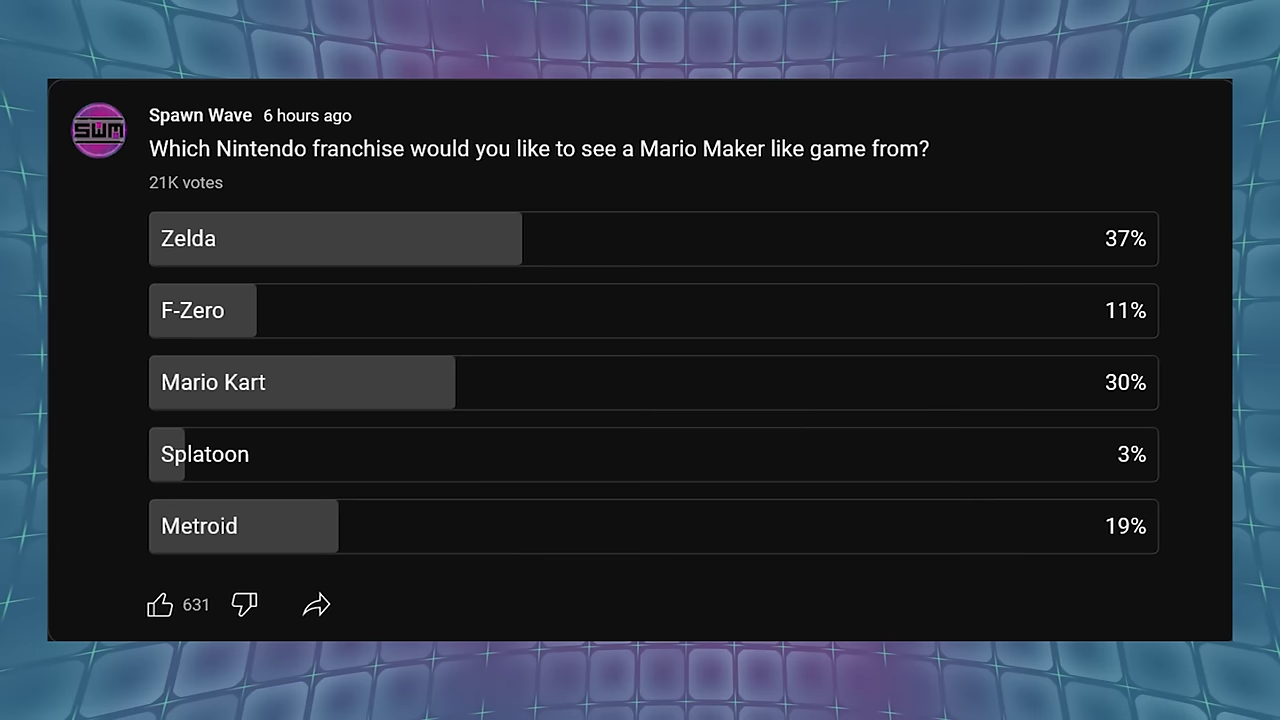 SWM
Spawn Wave 6 hours ago
Which Nintendo franchise would you like to see a Mario Maker like game from?
21K votes
Zelda 37%
F-Zero 11%
Mario Kart 30%
Splatoon 3%
Metroid 19%
631